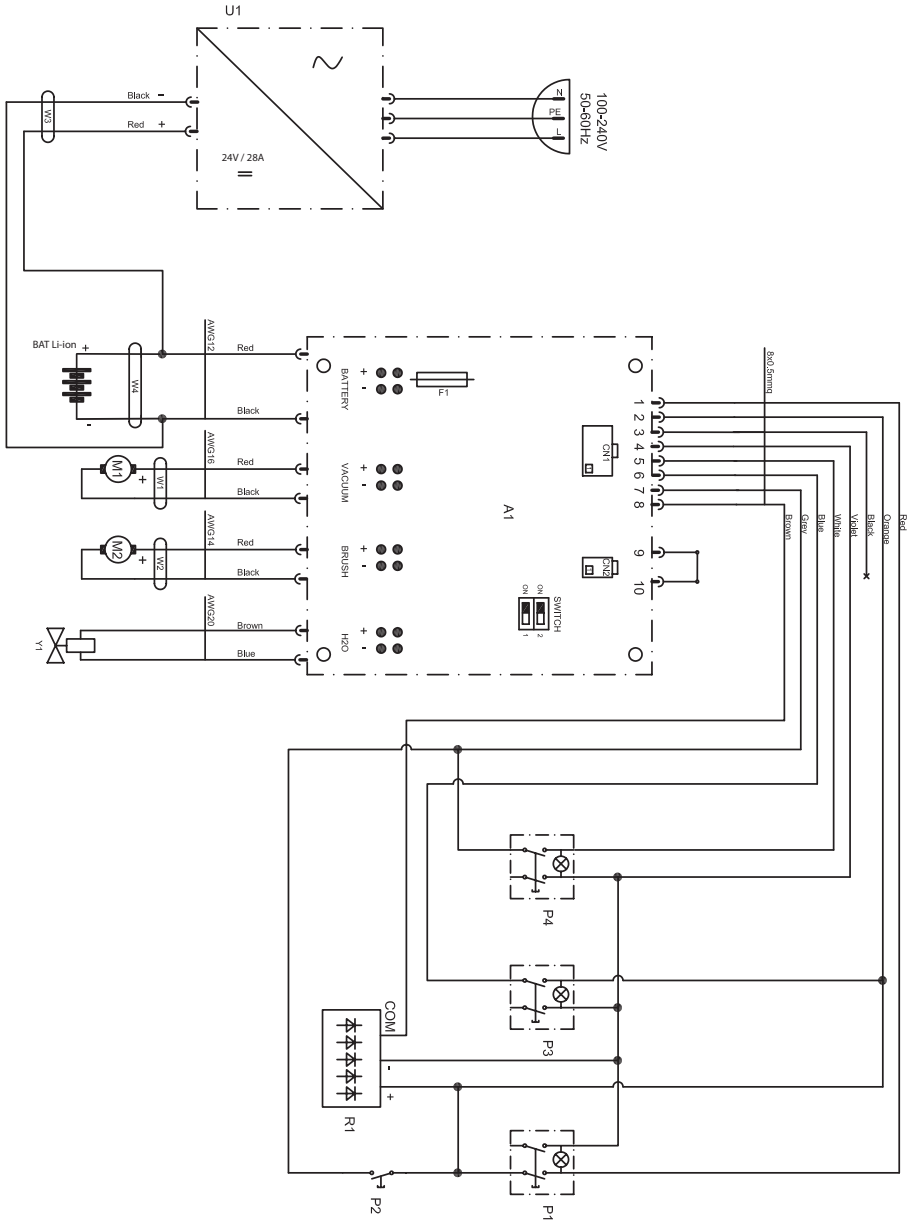 U1
100-240V
50-60Hz
N
PE
L
Black -
Red +
W3
24V / 28A
BAT Li-ion
+
-
W4
AWG12
Red
Black
BATTERY
+
-
F1
M1
+
W1
AWG16
Red
Black
VACUUM
+
-
M2
+
W2
AWG14
Red
Black
BRUSH
+
-
Y1
AWG20
Brown
Blue
H2O
+
-
A1
CN1
1
CN2
1
SWITCH
ON
ON
1
2
1
2
3
4
5
6
7
8
9
10
8x0.5mmq
Red
Orange
Black
Violet
White
Blue
Grey
Brown
P4
P3
COM
-
+
R1
P2
P1